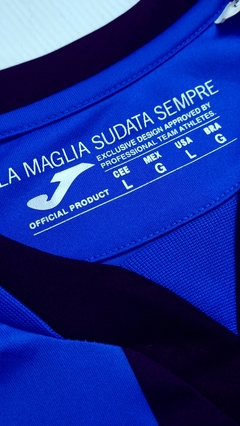 LA MAGLIA SUDATA SEMPRE
EXCLUSIVE DESIGN APPROVED BY
PROFESSIONAL TEAM ATHLETES.
OFFICIAL PRODUCT
CEE MEX USA BRA
L G L G